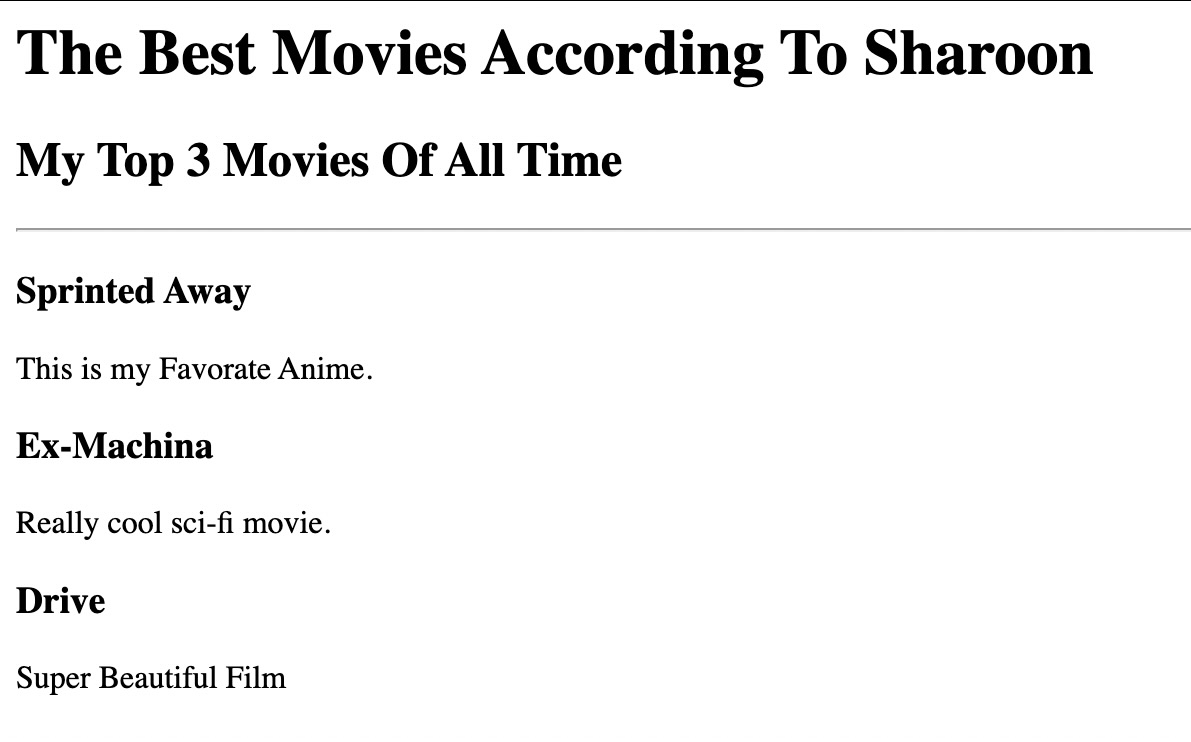 The Best Movies According To Sharoon
My Top 3 Movies Of All Time
Sprinted Away
This is my Favorate Anime.
Ex-Machina
Really cool sci-fi movie.
Drive
Super Beautiful Film